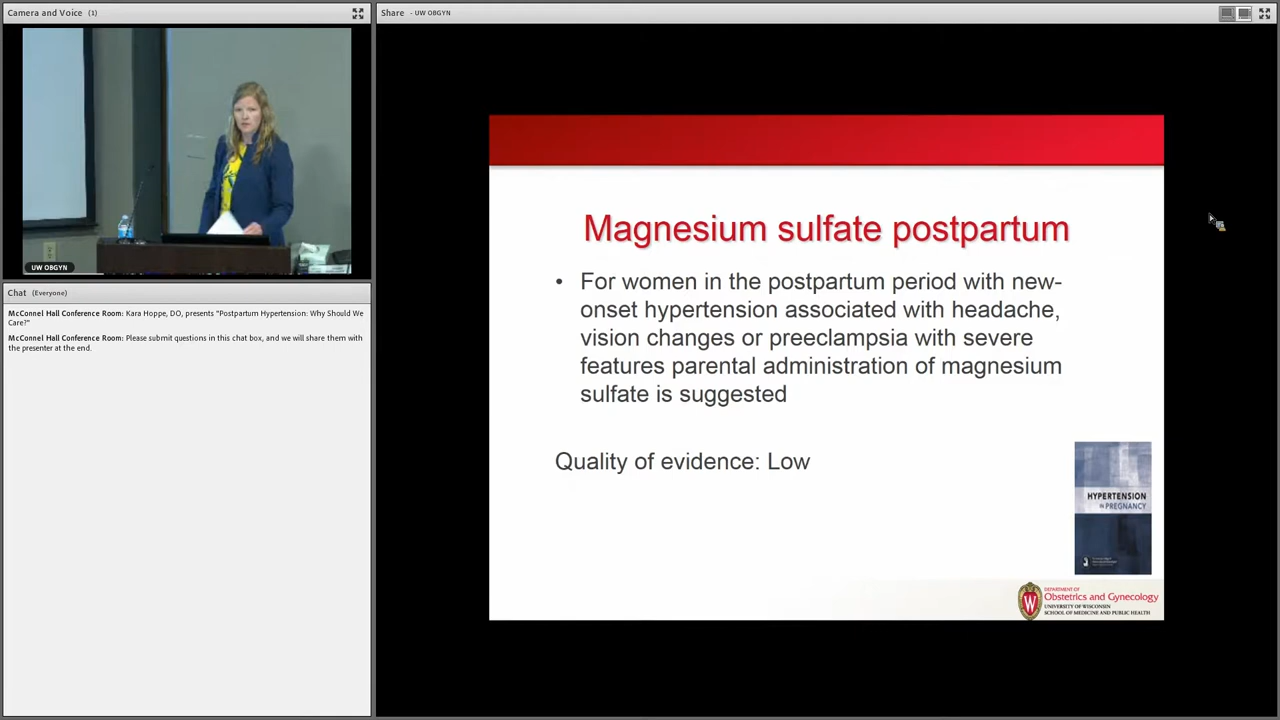 Camera and Voice (1)
UW OBGYN
Chat (Everyone)
McConnel Hall Conference Room: Kara Hoppe, DO, presents "Postpartum Hypertension: Why Should We
Care?"
McConnel Hall Conference Room: Please submit questions in this chat box, and we will share them with
the presenter at the end.
Share - UW OBGYN
Magnesium sulfate postpartum
• For women in the postpartum period with new-
onset hypertension associated with headache,
vision changes or preeclampsia with severe
features parental administration of magnesium
sulfate is suggested
Quality of evidence: Low
HYPERTENSION
IN PREGNANCY
W
DEPARTMENT OF
Obstetrics and Gynecology
UNIVERSITY OF WISCONSIN
SCHOOL OF MEDICINE AND PUBLIC HEALTH